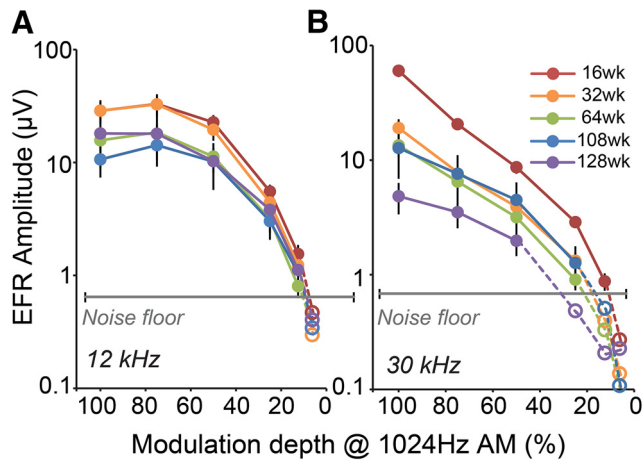 A
B
EFR Amplitude (µV)
100
10
1
0.1
Noise floor
12 kHz
100 80 60 40 20 0
100
10
1
0.1
16wk
32wk
64wk
108wk
128wk
Noise floor
30 kHz
100 80 60 40 20 0
Modulation depth @ 1024Hz AM (%)